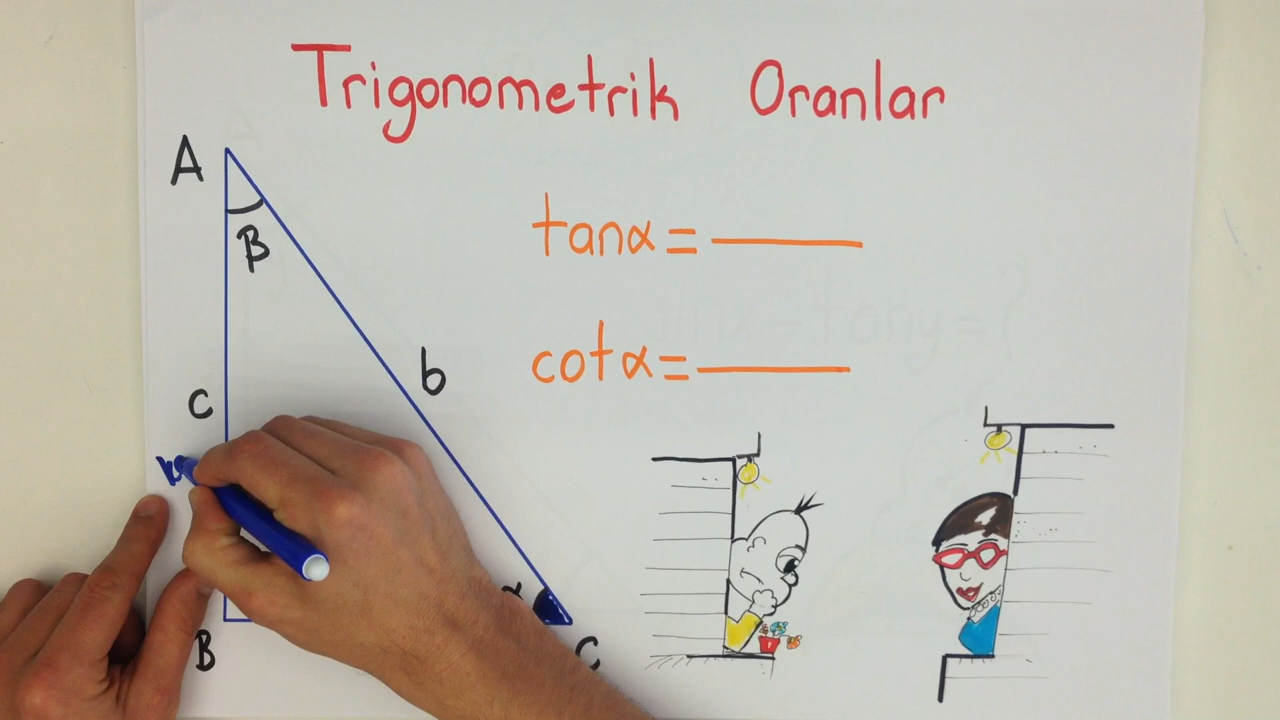 Trigonometrik Oranlar
A
β
tanα = ―
b
cotα = ―
c
α
B
C